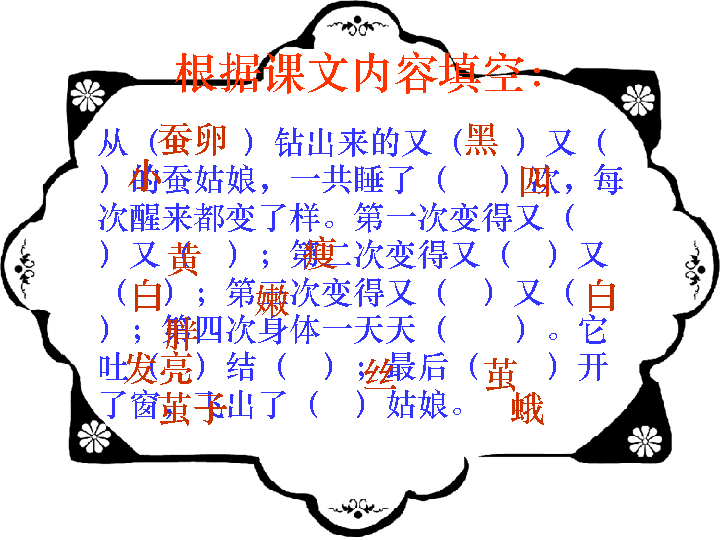 根据课文内容填空：
从（蚕卵）钻出来的又（黑）又（
小）的蚕姑娘，一共睡了（ ）四次，每
次醒来都变了样。第一次变得又（
）又（黄）；瘦第二次变得又（ ）又
（白）；第三嫩次变得又（ ）又（白
）；胖第四次身体一天天（ ）。它
吐（发亮）结（ ）丝；最后（茧）开
了窗，茧子飞出了（ ）姑娘。蛾